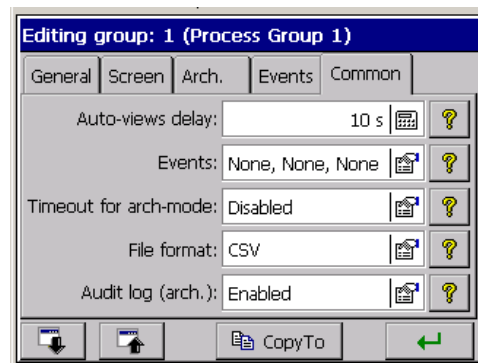 Editing group: 1 (Process Group 1)
General Screen Arch. Events Common
Auto-views delay: 10 s ?
Events: None, None, None ?
Timeout for arch-mode: Disabled ?
File format: CSV ?
Audit log (arch.): Enabled ?
CopyTo